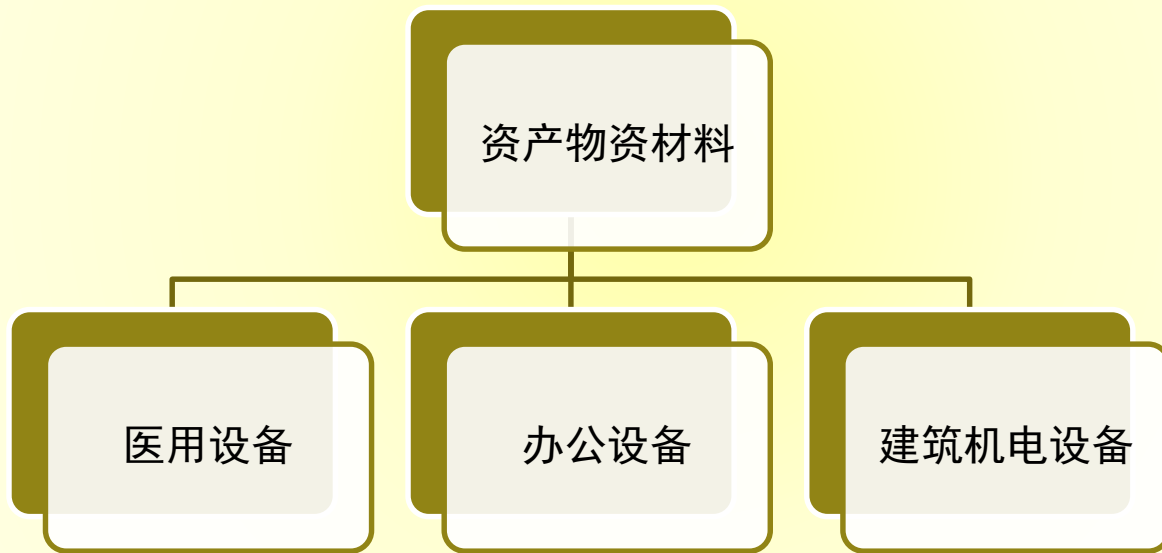 资产物资材料
医用设备
办公设备
建筑机电设备